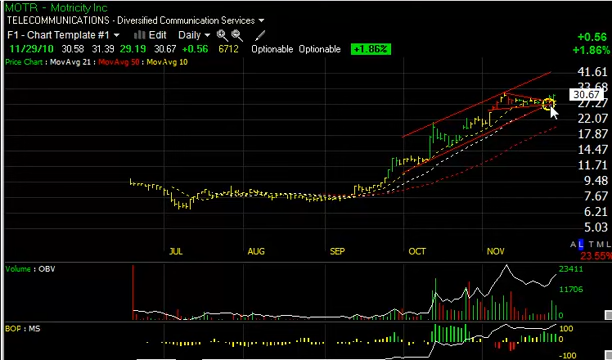 MOTR - Motricity Inc
+0.56
TELECOMMUNICATIONS - Diversified Communication Services
+1.86%
F1 - Chart Template #1 Edit Daily
11/29/10 30.58 31.39 29.19 30.67 +0.56 6712 Optionable Optionable +1.86%
Price Chart : MovAvg 21 : MovAvg 50 : MovAvg 10
41.61
33.68
30.67
27.27
22.07
17.87
14.47
11.71
9.48
7.67
6.21
5.03
JUL AUG SEP OCT NOV
A L T M L
23.55%
Volume : OBV
23411
11706
BOP : MS
100
0
-100